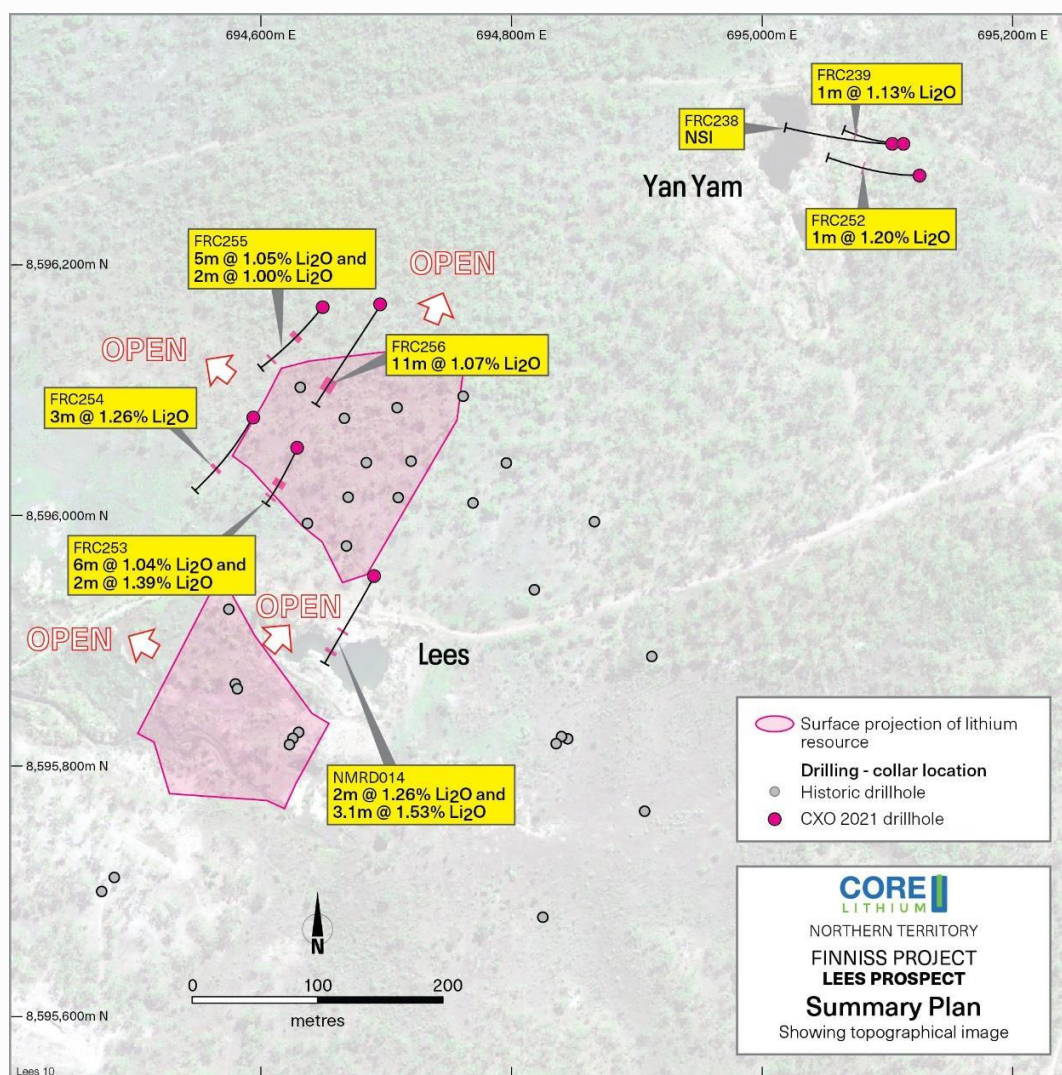 694,600m E
694,800m E
695,000m E
695,200m E
FRC239
1m @ 1.13% Li2O
FRC238
NSI
Yan Yam
FRC252
1m @ 1.20% Li2O
FRC255
5m @ 1.05% Li2O and
2m @ 1.00% Li2O
8,596,200m N
OPEN
OPEN
FRC256
11m @ 1.07% Li2O
FRC254
3m @ 1.26% Li2O
8,596,000m N
FRC253
6m @ 1.04% Li2O and
2m @ 1.39% Li2O
OPEN
OPEN
Lees
8,595,800m N
NMRD014
2m @ 1.26% Li2O and
3.1m @ 1.53% Li2O
Surface projection of lithium
resource
Drilling - collar location
Historic drillhole
CXO 2021 drillhole
N
0 100 200
metres
8,595,600m N
CORE
LITHIUM
NORTHERN TERRITORY
FINNISS PROJECT
LEES PROSPECT
Summary Plan
Showing topographical image
Lees 10